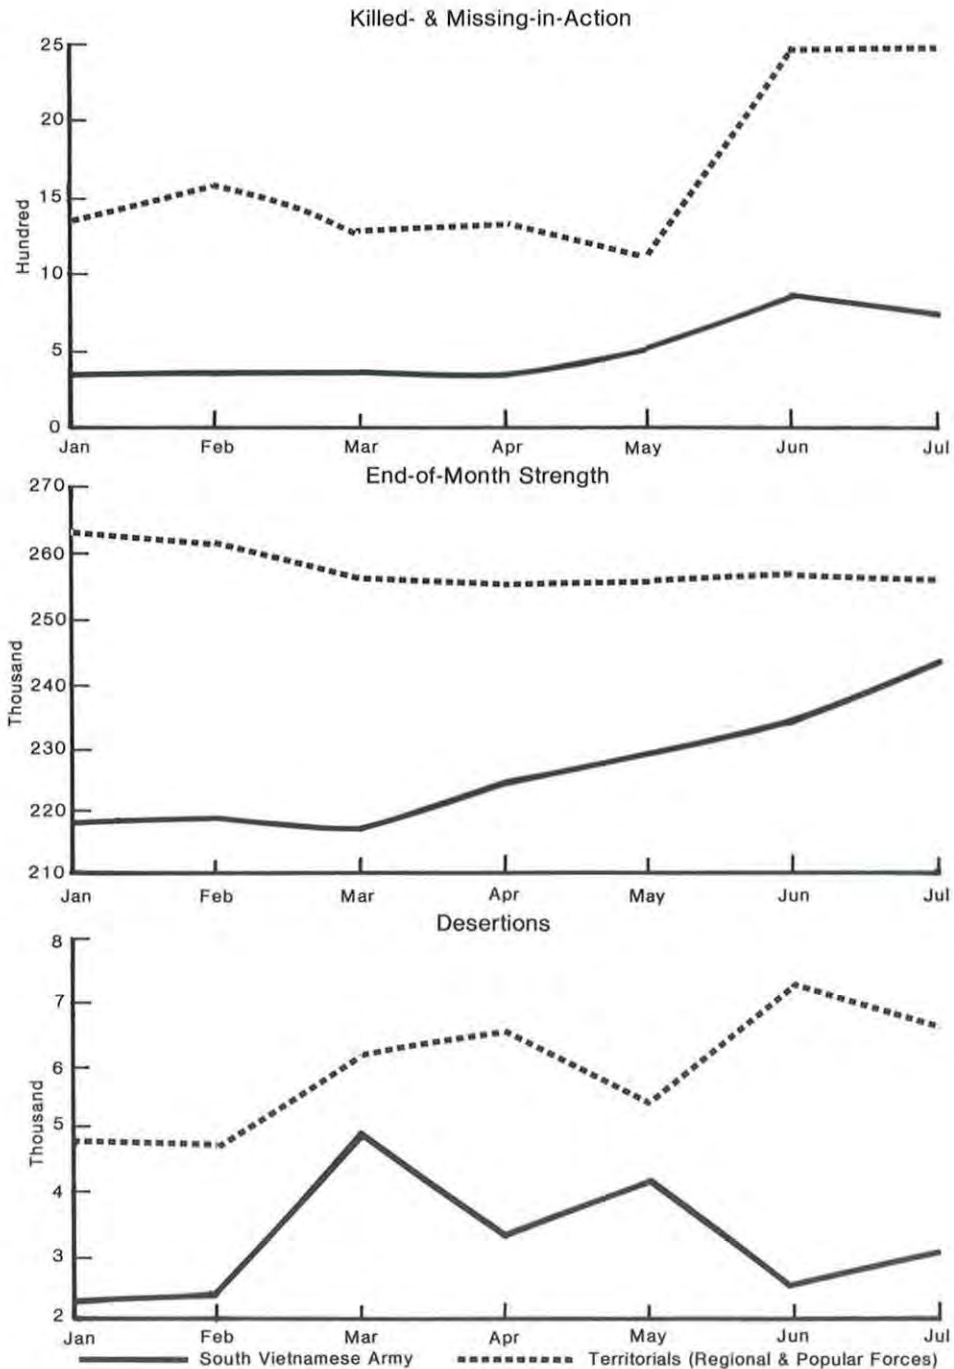 Killed- & Missing-in-Action
25
20
15
Hundred
10
5
0
Jan Feb Mar Apr May Jun Jul
End-of-Month Strength
270
260
250
Thousand
240
230
220
210
Jan Feb Mar Apr May Jun Jul
Desertions
8
7
6
Thousand
5
4
3
2
Jan Feb Mar Apr May Jun Jul
South Vietnamese Army Territorials (Regional & Popular Forces)